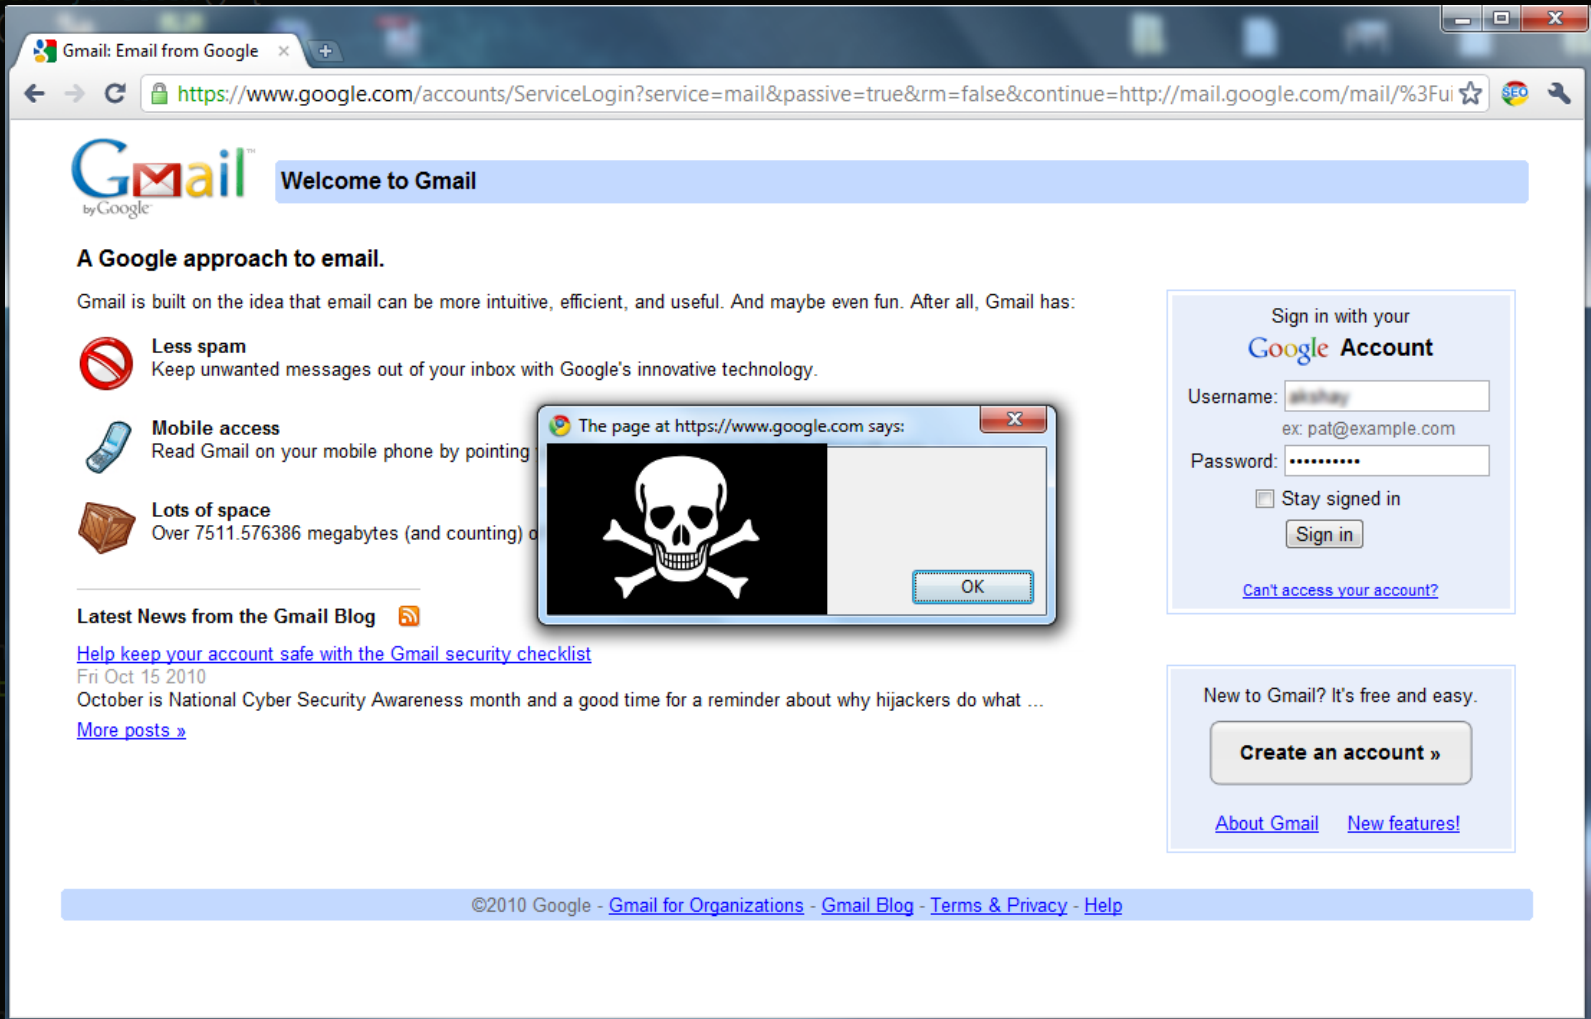 Gmail: Email from Google
https://www.google.com/accounts/ServiceLogin?service=mail&passive=true&rm=false&continue=http://mail.google.com/mail/%3Fui
SEO
Gmail™
by Google™
Welcome to Gmail
A Google approach to email.
Gmail is built on the idea that email can be more intuitive, efficient, and useful. And maybe even fun. After all, Gmail has:
Less spam
Keep unwanted messages out of your inbox with Google's innovative technology.
Mobile access
Read Gmail on your mobile phone by pointing
Lots of space
Over 7511.576386 megabytes (and counting) o
The page at https://www.google.com says:
OK
Latest News from the Gmail Blog
Help keep your account safe with the Gmail security checklist
Fri Oct 15 2010
October is National Cyber Security Awareness month and a good time for a reminder about why hijackers do what ...
More posts »
Sign in with your
Google Account
Username:
ex: pat@example.com
Password: ••••••••••
Stay signed in
Sign in
Can't access your account?
New to Gmail? It's free and easy.
Create an account »
About Gmail New features!
©2010 Google - Gmail for Organizations - Gmail Blog - Terms & Privacy - Help